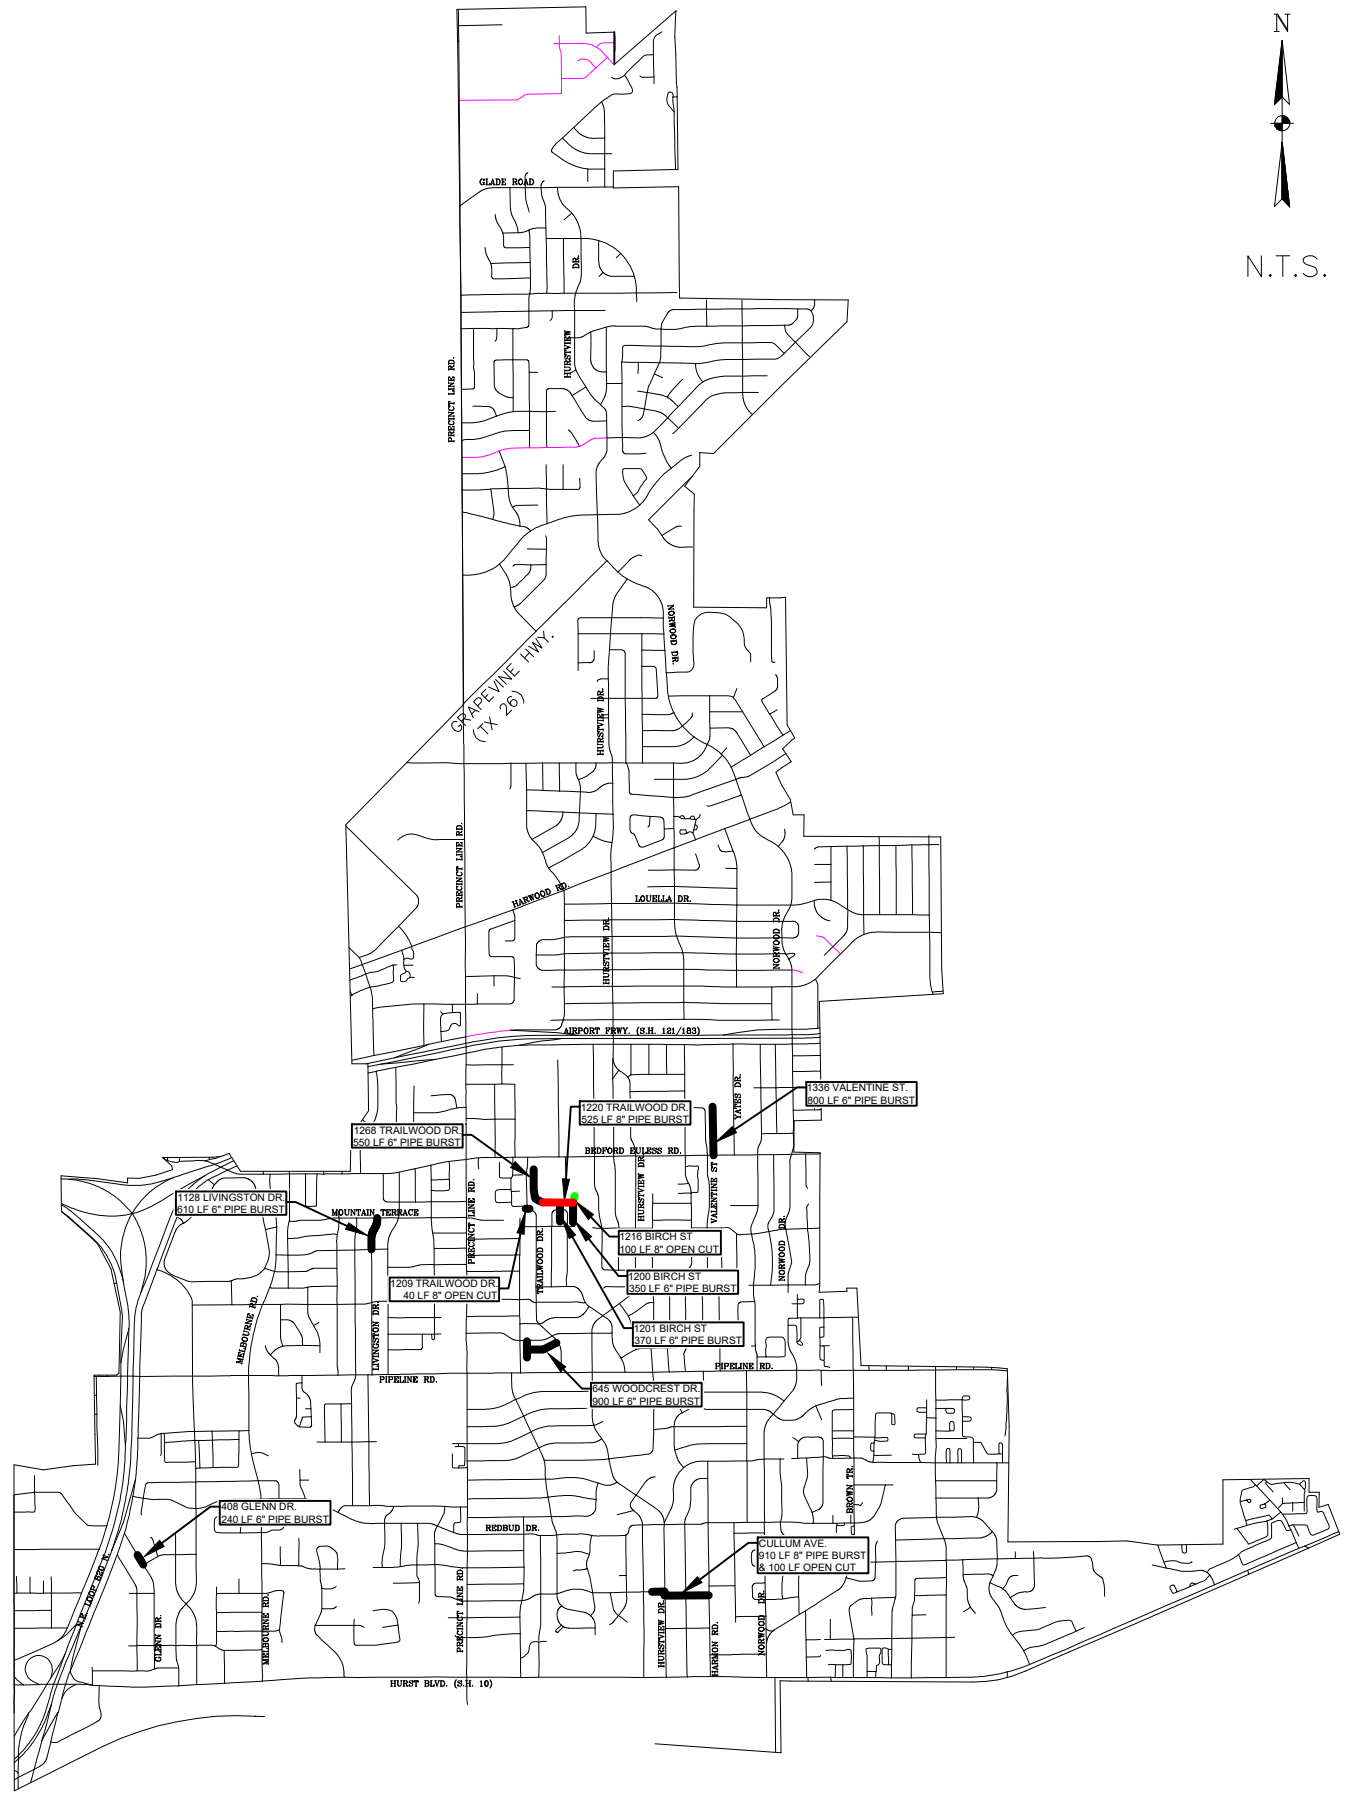 N
N.T.S.
GLADE ROAD
DR.
HURSTVIEW
PRECINCT LINE RD.
NORWOOD DR.
GRAPEVINE HWY.
(TX 26)
HURSTVIEW DR.
PRECINCT LINE RD.
HARWOOD RD.
LOUELLA DR.
HURSTVIEW DR.
NORWOOD DR.
AIRPORT FRWY. (S.H. 121/183)
YATES DR.
1336 VALENTINE ST.
800 LF 6" PIPE BURST
1220 TRAILWOOD DR.
525 LF 8" PIPE BURST
1268 TRAILWOOD DR.
550 LF 6" PIPE BURST
BEDFORD EULESS RD.
HURSTVIEW DR.
VALENTINE ST
1128 LIVINGSTON DR.
610 LF 6" PIPE BURST
MOUNTAIN TERRACE
PRECINCT LINE RD.
NORWOOD DR.
1216 BIRCH ST
100 LF 8" OPEN CUT
TRAILWOOD DR.
1200 BIRCH ST
350 LF 6" PIPE BURST
1209 TRAILWOOD DR.
40 LF 8" OPEN CUT
MELBOURNE RD.
LIVINGSTON DR.
1201 BIRCH ST
370 LF 6" PIPE BURST
PIPELINE RD.
PIPELINE RD.
645 WOODCREST DR.
900 LF 6" PIPE BURST
BROWN TR.
408 GLENN DR.
240 LF 6" PIPE BURST
REDBUD DR.
CULLUM AVE.
910 LF 8" PIPE BURST
& 100 LF OPEN CUT
N.E. LOOP 820 N.
GLENN DR.
MELBOURNE RD.
PRECINCT LINE RD.
HURSTVIEW DR.
HARMON RD.
NORWOOD DR.
HURST BLVD. (S.H. 10)